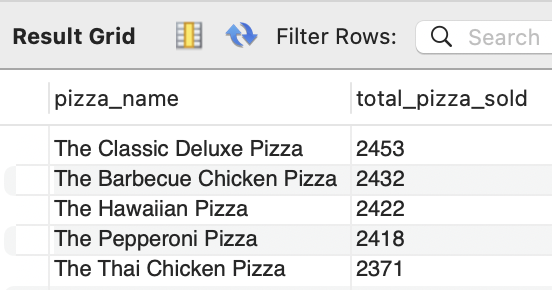 Result Grid Filter Rows: Search
pizza_name total_pizza_sold
The Classic Deluxe Pizza 2453
The Barbecue Chicken Pizza 2432
The Hawaiian Pizza 2422
The Pepperoni Pizza 2418
The Thai Chicken Pizza 2371